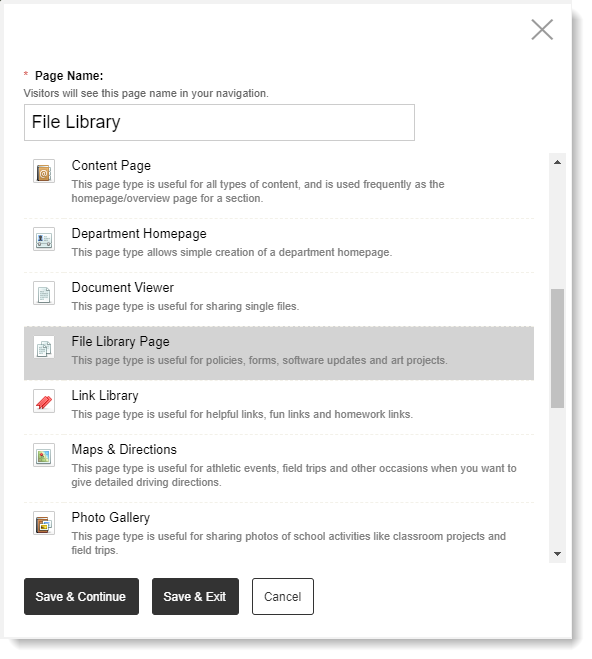 * Page Name:
Visitors will see this page name in your navigation.
File Library
Content Page
This page type is useful for all types of content, and is used frequently as the
homepage/overview page for a section.
Department Homepage
This page type allows simple creation of a department homepage.
Document Viewer
This page type is useful for sharing single files.
File Library Page
This page type is useful for policies, forms, software updates and art projects.
Link Library
This page type is useful for helpful links, fun links and homework links.
Maps & Directions
This page type is useful for athletic events, field trips and other occasions when you want to
give detailed driving directions.
Photo Gallery
This page type is useful for sharing photos of school activities like classroom projects and
field trips.
Save & Continue Save & Exit Cancel